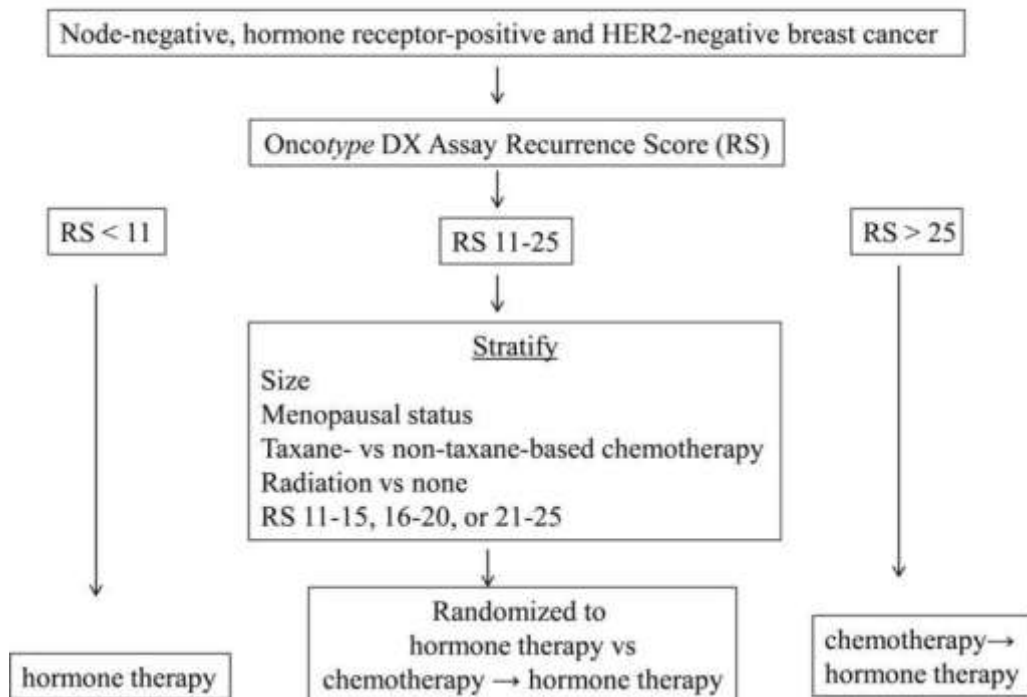 Node-negative, hormone receptor-positive and HER2-negative breast cancer
Oncotype DX Assay Recurrence Score (RS)
RS < 11
RS 11-25
RS > 25
Stratify
Size
Menopausal status
Taxane- vs non-taxane-based chemotherapy
Radiation vs none
RS 11-15, 16-20, or 21-25
hormone therapy
Randomized to
hormone therapy vs
chemotherapy → hormone therapy
chemotherapy→
hormone therapy